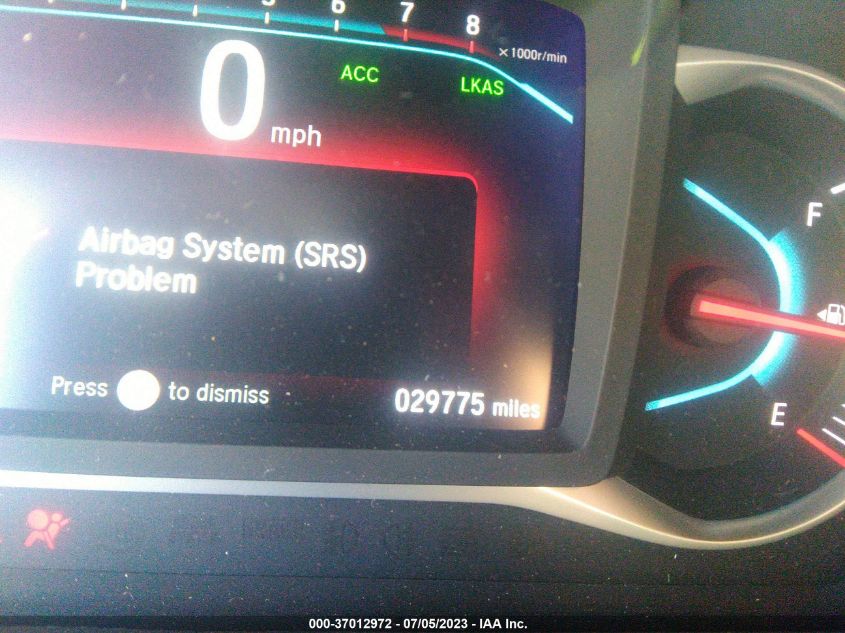 5 6 7 8
×1000r/min
ACC
LKAS
0 mph
F
Airbag System (SRS)
Problem
Press to dismiss
029775 miles
E
000-37012972 - 07/05/2023 - IAA Inc.